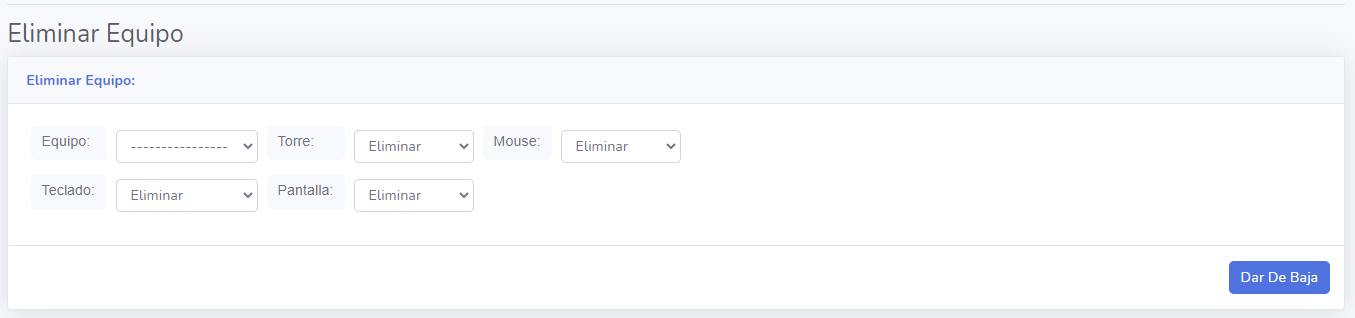 Eliminar Equipo
Eliminar Equipo:
Equipo: ---------------- Torre: Eliminar Mouse: Eliminar
Teclado: Eliminar Pantalla: Eliminar
Dar De Baja